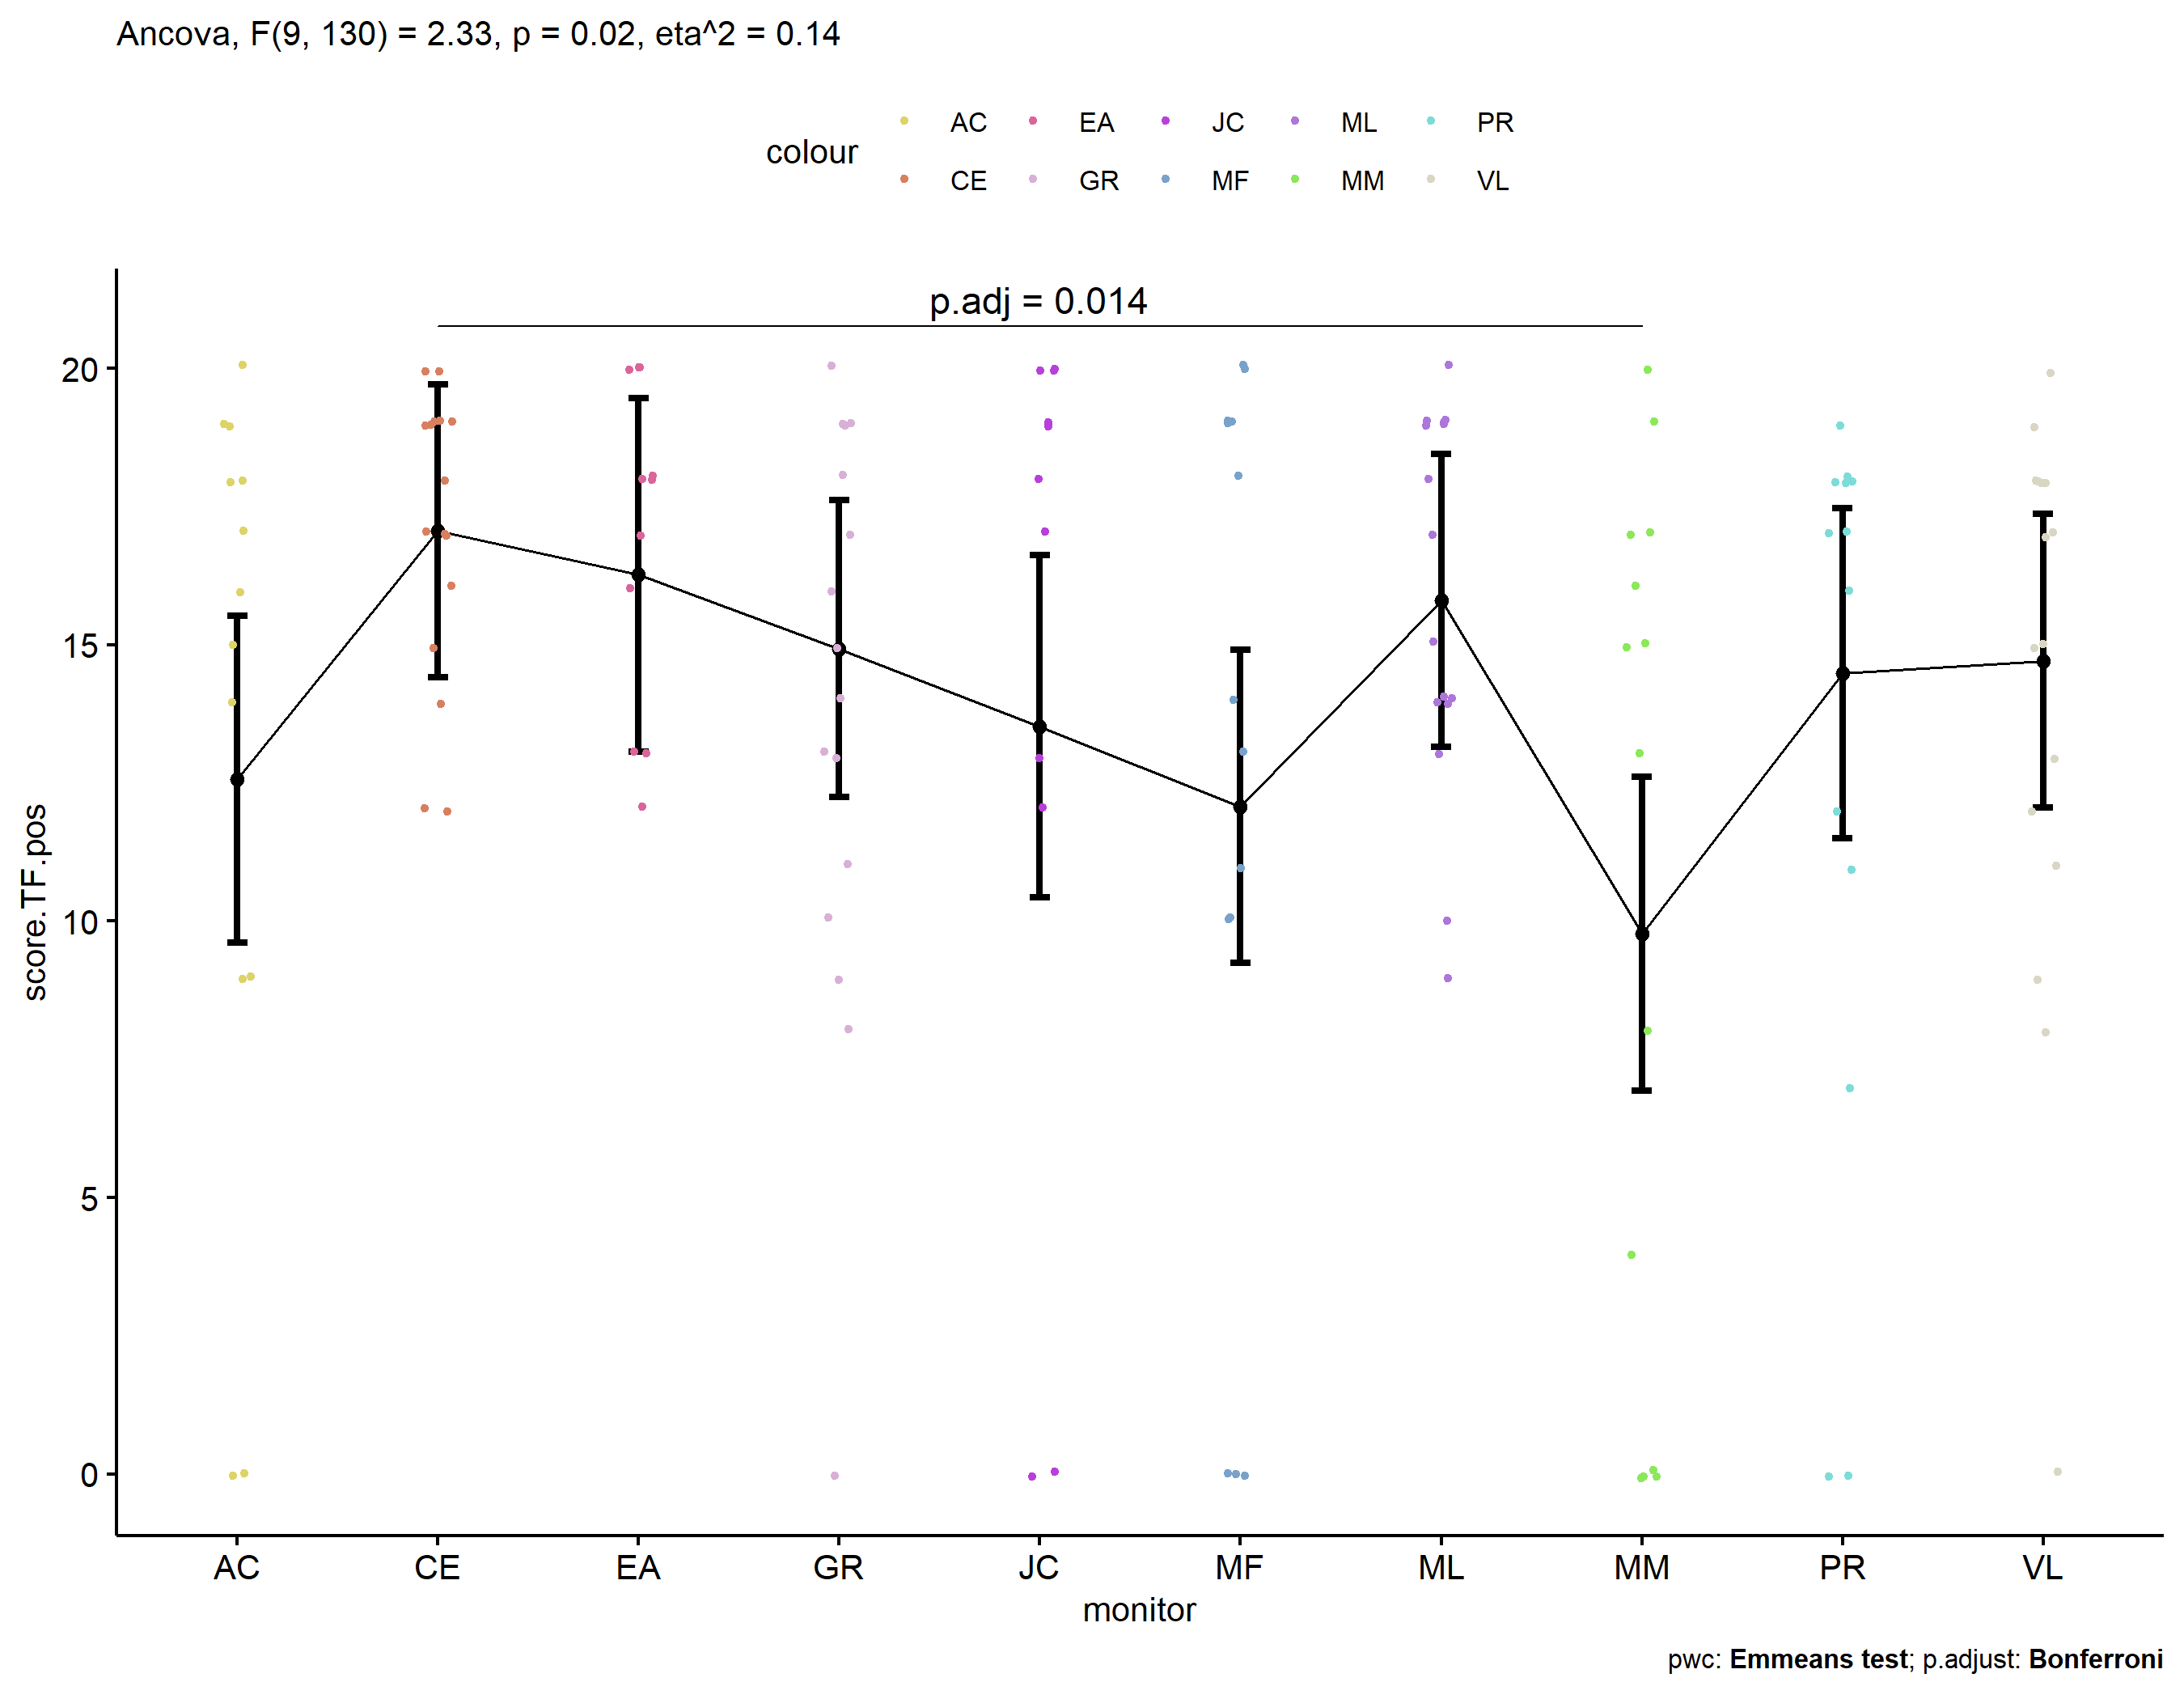 Ancova, F(9, 130) = 2.33, p = 0.02, eta^2 = 0.14
colour
AC EA JC ML PR
CE GR MF MM VL
p.adj = 0.014
score.TF.pos
20
15
10
5
0
AC CE EA GR JC MF ML MM PR VL
monitor
pwc: Emmeans test; p.adjust: Bonferroni